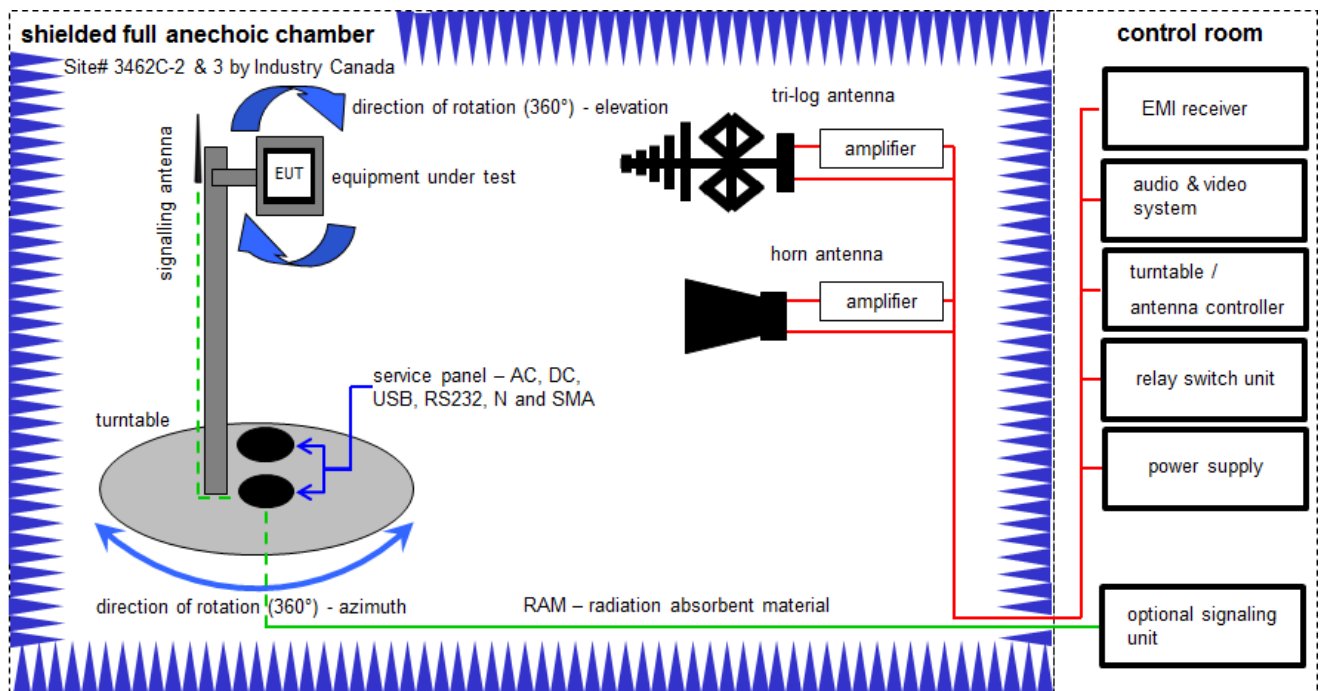 shielded full anechoic chamber
Site# 3462C-2 & 3 by Industry Canada
direction of rotation (360°) - elevation
signalling antenna
EUT
equipment under test
tri-log antenna
amplifier
horn antenna
amplifier
service panel – AC, DC,
USB, RS232, N and SMA
turntable
direction of rotation (360°) - azimuth
RAM – radiation absorbent material
control room
EMI receiver
audio & video
system
turntable /
antenna controller
relay switch unit
power supply
optional signaling
unit